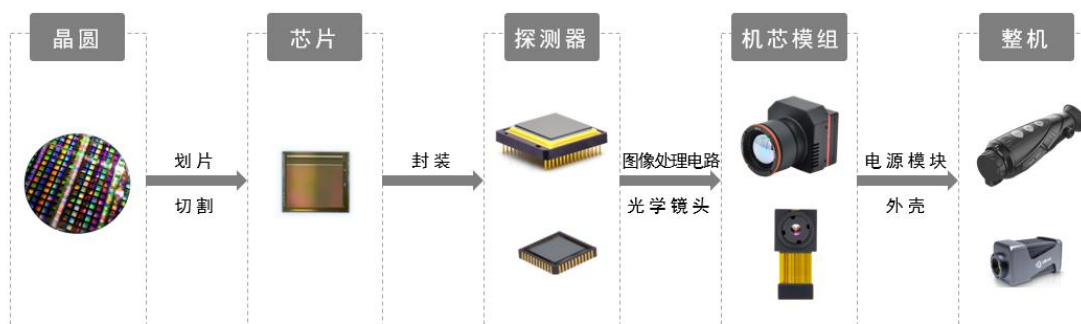 晶圆
芯片
探测器
机芯模组
整机
划片
切割
封装
图像处理电路
光学镜头
电源模块
外壳